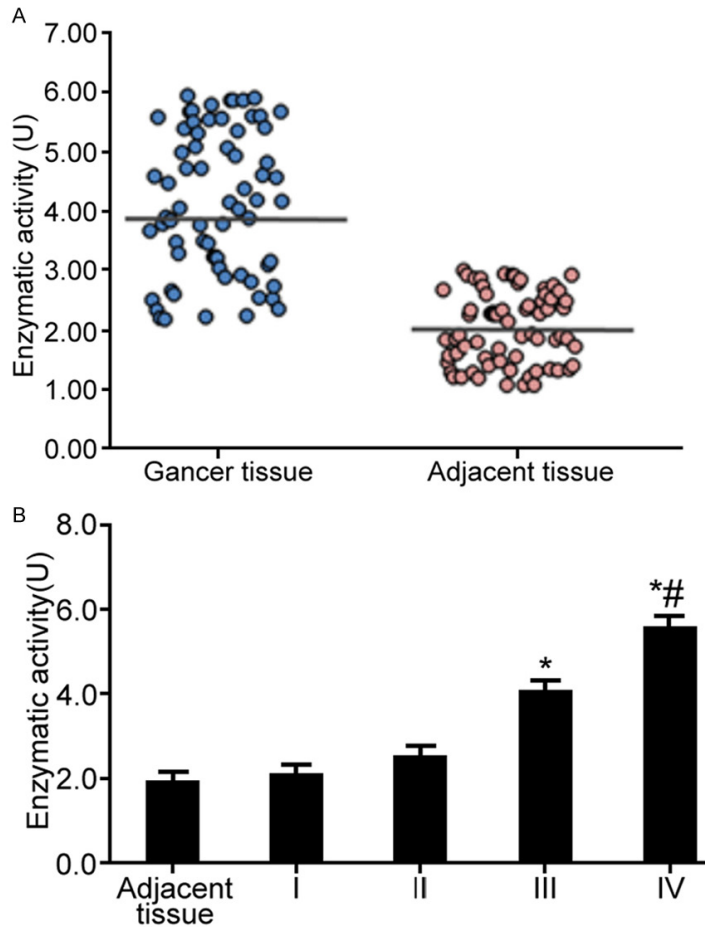 A
Enzymatic activity (U)
7.00
6.00
5.00
4.00
3.00
2.00
1.00
0.00
Gancer tissue
Adjacent tissue
B
Enzymatic activity(U)
8.0
6.0
4.0
2.0
0.0
*
*#
Adjacent
tissue
I
II
III
IV